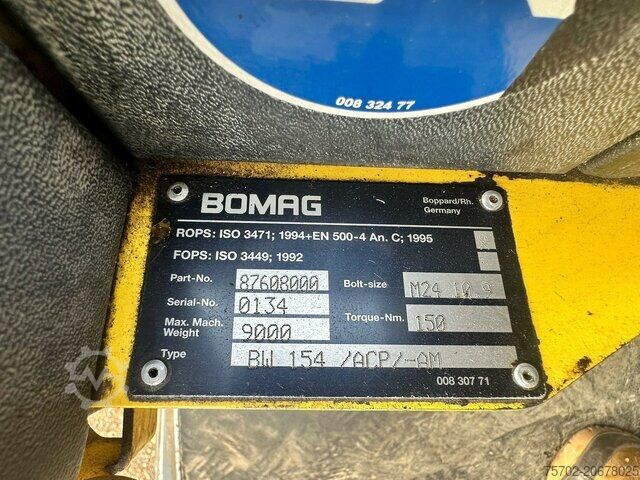 008 324 77
BOMAG
Boppard/Rh.
Germany
ROPS: ISO 3471; 1994+EN 500-4 An. C; 1995
FOPS: ISO 3449; 1992
Part-No. 87608000 Bolt-size M24 10.9
Serial-No. 0134
Max. Mach. Weight 9000 Torque-Nm. 150
Type BW 154 /ACP/-AM
008 307 71
75702-20678025